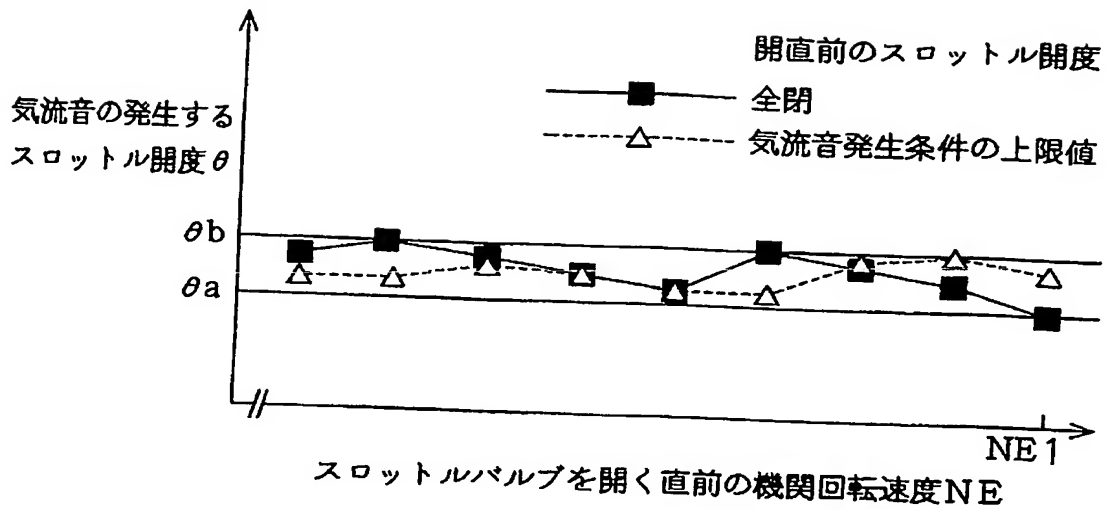 開直前のスロットル開度
全閉
気流音発生条件の上限値
気流音の発生する
スロットル開度θ
θb
θa
NE1
スロットルバルブを開く直前の機関回転速度NE